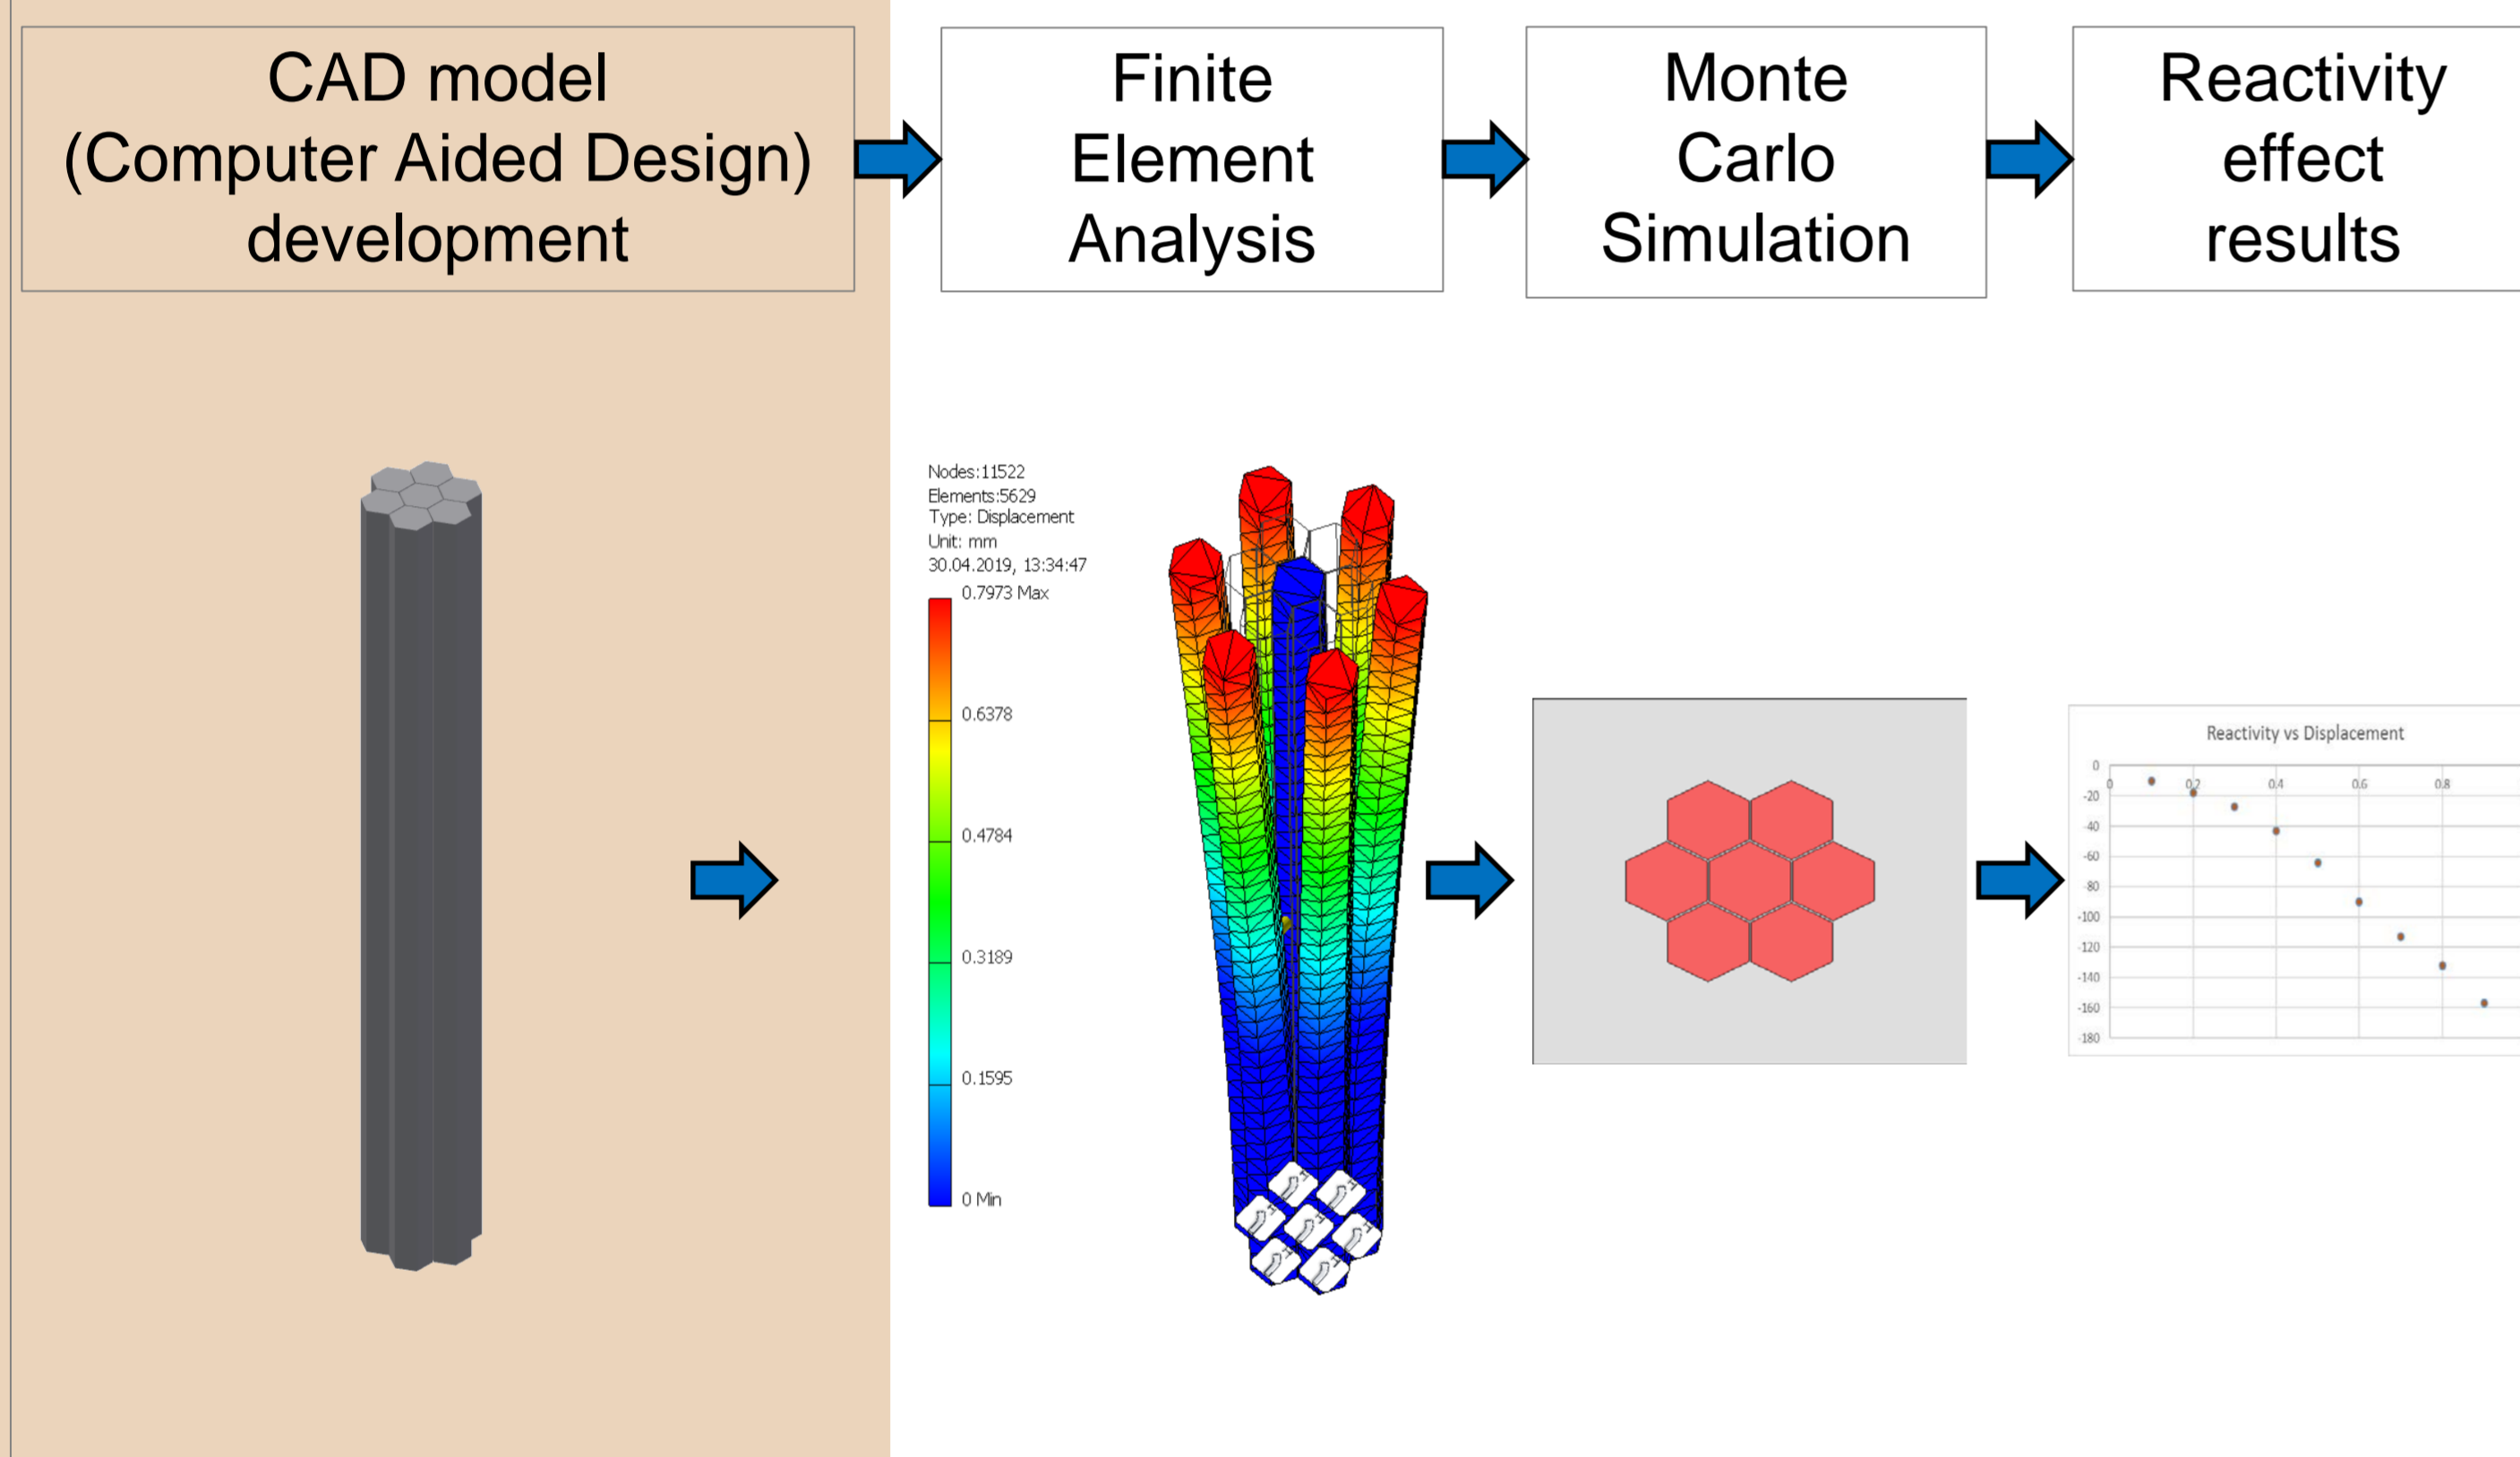 CAD model
(Computer Aided Design)
development
Finite
Element
Analysis
Monte
Carlo
Simulation
Reactivity
effect
results
Nodes:11522
Elements:5629
Type: Displacement
Unit: mm
30.04.2019, 13:34:47
0.7973 Max
0.6378
0.4784
0.3189
0.1595
0 Min
Reactivity vs Displacement
0
0 0.2 0.4 0.6 0.8
-20
-40
-60
-80
-100
-120
-140
-160
-180